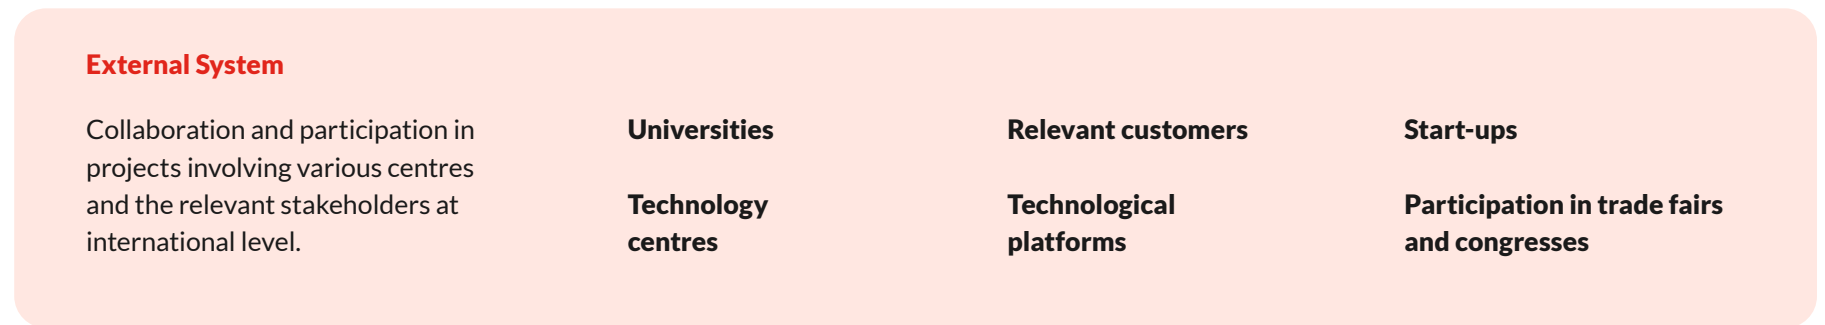 External System
Collaboration and participation in
projects involving various centres
and the relevant stakeholders at
international level.
Universities
Technology
centres
Relevant customers
Technological
platforms
Start-ups
Participation in trade fairs
and congresses